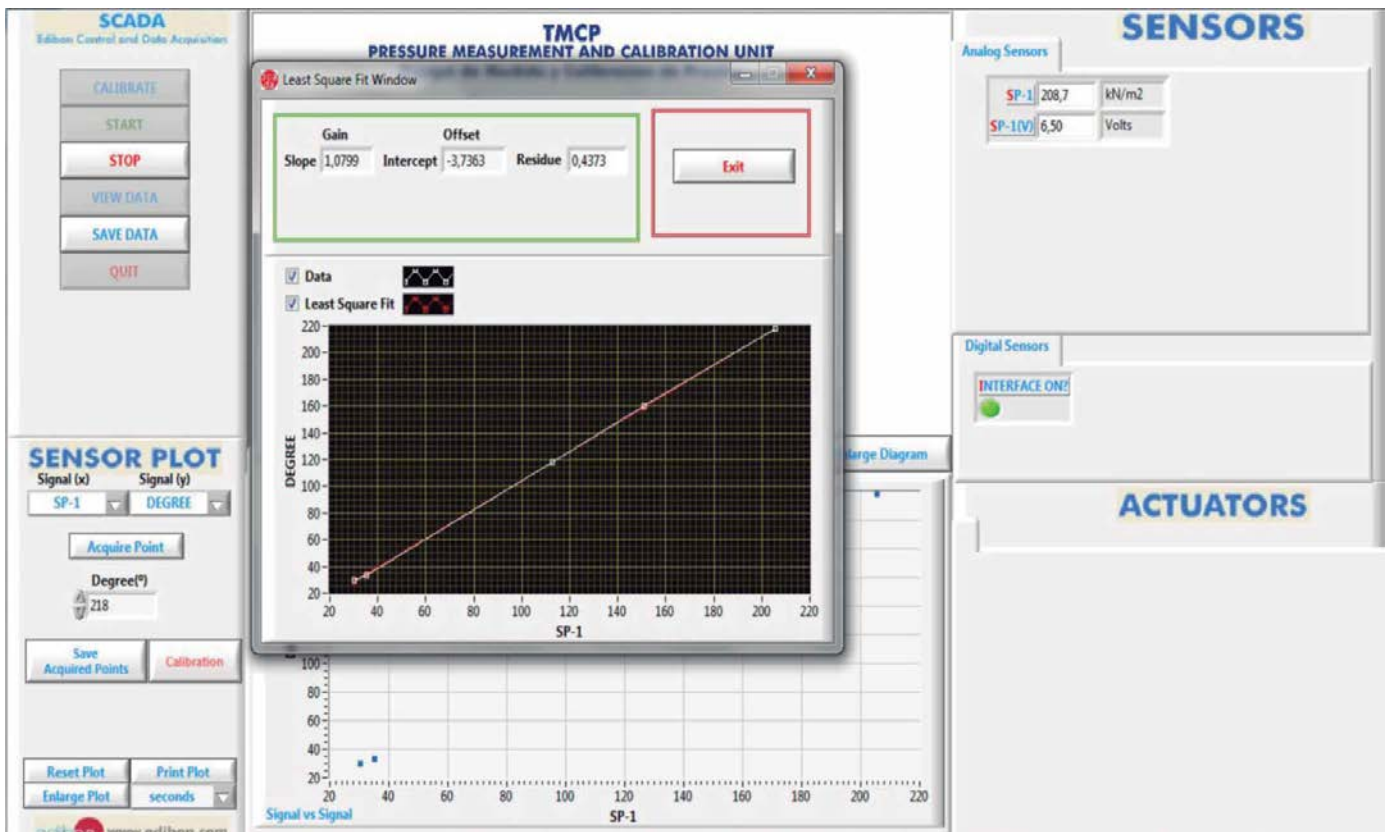 SCADA
Edibon Control and Data Acquisition
CALIBRATE
START
STOP
VIEW DATA
SAVE DATA
QUIT
SENSOR PLOT
Signal (x) Signal (y)
SP-1 DEGREE
Acquire Point
Degree(º)
218
Save
Acquired Points
Calibration
Reset Plot Print Plot
Enlarge Plot seconds
www.edibon.com
TMCP
PRESSURE MEASUREMENT AND CALIBRATION UNIT
Least Square Fit Window
Gain Offset
Slope 1,0799 Intercept -3,7363 Residue 0,4373
Exit
Data
Least Square Fit
220
200
180
160
140
120
100
80
60
40
20
DEGREE
20 40 60 80 100 120 140 160 180 200 220
SP-1
Diagram
100
80
60
40
20
20 40 60 80 100 120 140 160 180 200 220
Signal vs Signal
SP-1
SENSORS
Analog Sensors
SP-1 208,7 kN/m2
SP-1(V) 6,50 Volts
Digital Sensors
INTERFACE ON?
ACTUATORS